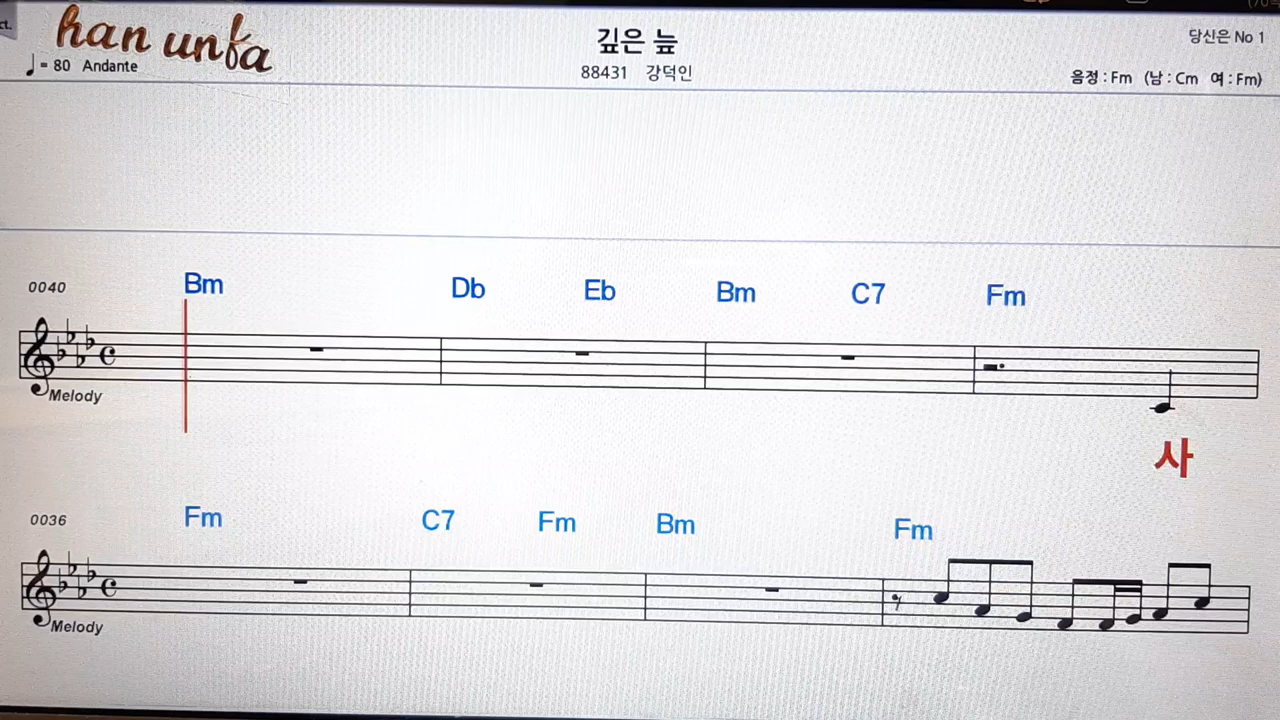 ct.
han unfa
깊은 늪
당신은 No 1
♩ = 80 Andante
88431 강덕인
음정 : Fm (남 : Cm 여 : Fm)
0040 Bm Db Eb Bm C7 Fm
Melody
사
0036 Fm C7 Fm Bm Fm
Melody